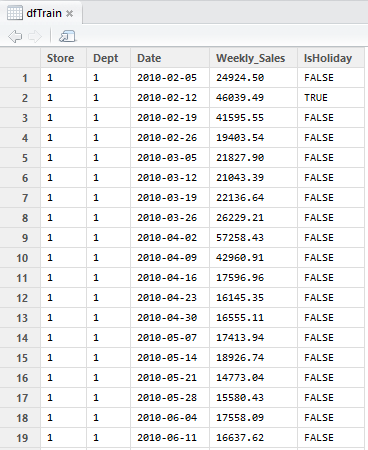 dfTrain
Store Dept Date Weekly_Sales IsHoliday
1 1 1 2010-02-05 24924.50 FALSE
2 1 1 2010-02-12 46039.49 TRUE
3 1 1 2010-02-19 41595.55 FALSE
4 1 1 2010-02-26 19403.54 FALSE
5 1 1 2010-03-05 21827.90 FALSE
6 1 1 2010-03-12 21043.39 FALSE
7 1 1 2010-03-19 22136.64 FALSE
8 1 1 2010-03-26 26229.21 FALSE
9 1 1 2010-04-02 57258.43 FALSE
10 1 1 2010-04-09 42960.91 FALSE
11 1 1 2010-04-16 17596.96 FALSE
12 1 1 2010-04-23 16145.35 FALSE
13 1 1 2010-04-30 16555.11 FALSE
14 1 1 2010-05-07 17413.94 FALSE
15 1 1 2010-05-14 18926.74 FALSE
16 1 1 2010-05-21 14773.04 FALSE
17 1 1 2010-05-28 15580.43 FALSE
18 1 1 2010-06-04 17558.09 FALSE
19 1 1 2010-06-11 16637.62 FALSE